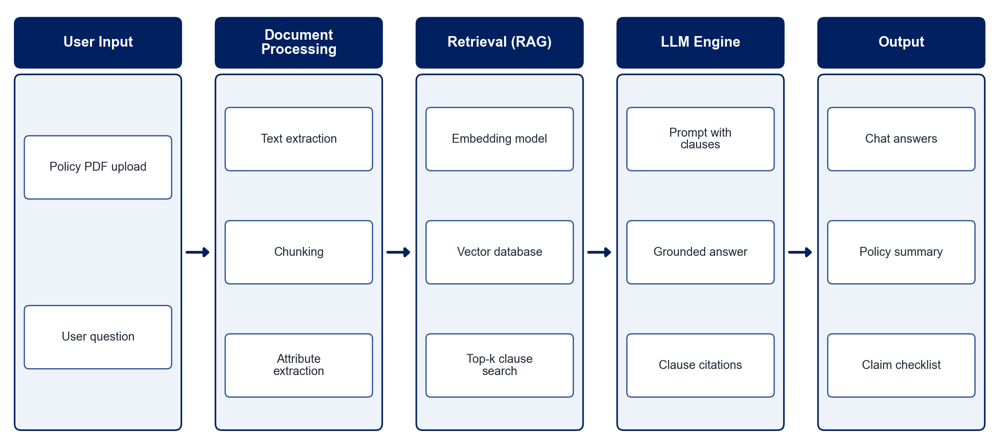 User Input
Policy PDF upload
User question
Document
Processing
Text extraction
Chunking
Attribute
extraction
Retrieval (RAG)
Embedding model
Vector database
Top-k clause
search
LLM Engine
Prompt with
clauses
Grounded answer
Clause citations
Output
Chat answers
Policy summary
Claim checklist